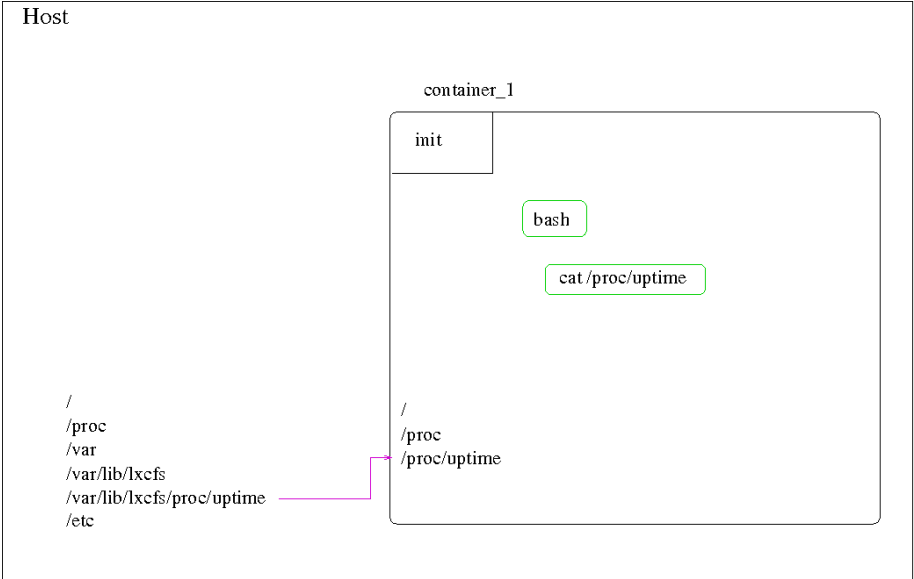 Host
container_1
init
bash
cat /proc/uptime
/
/proc
/var
/var/lib/lxcfs
/var/lib/lxcfs/proc/uptime
/etc
/
/proc
/proc/uptime